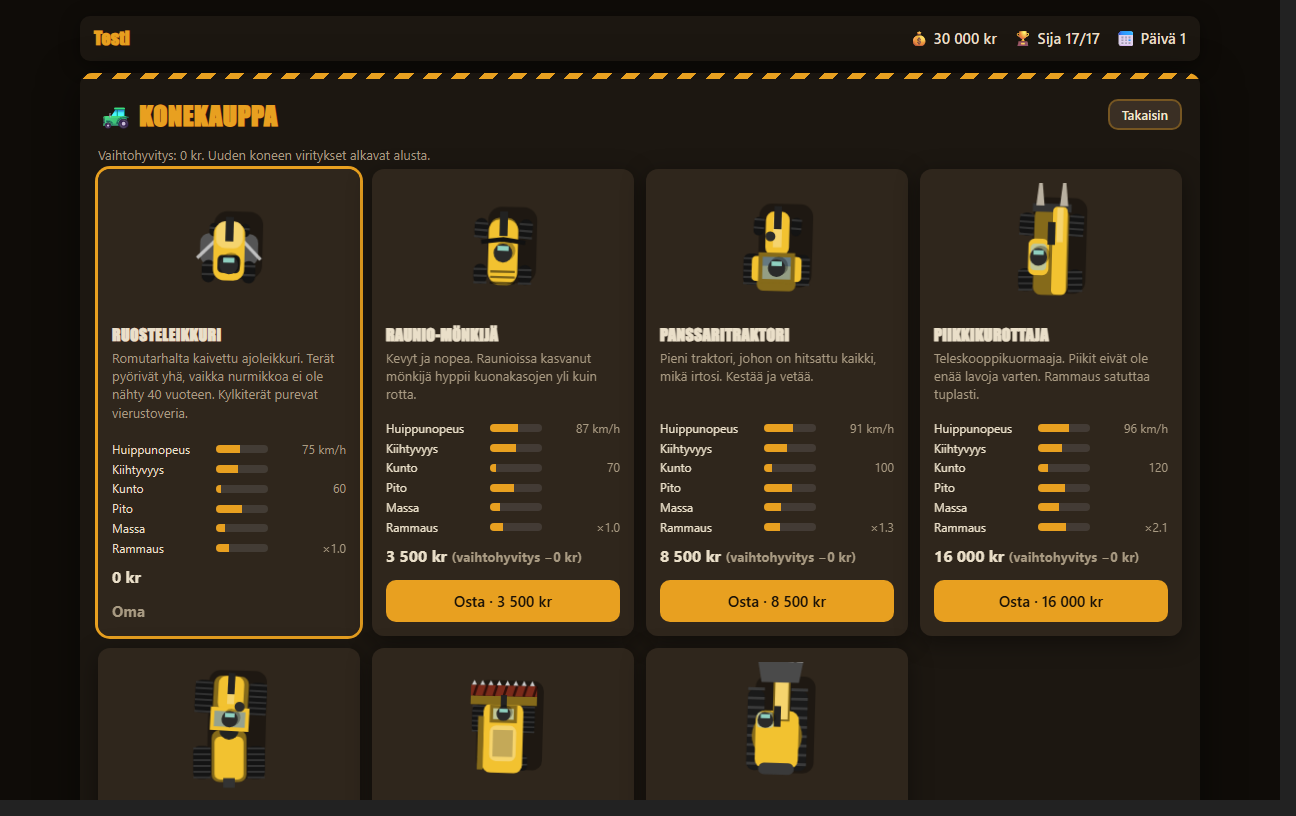 Testi
30 000 kr
Sija 17/17
Päivä 1
KONEKAUPPA
Takaisin
Vaihtohyvitys: 0 kr. Uuden koneen viritykset alkavat alusta.
RUOSTELEIKKURI
Romutarhalta kaivettu ajoleikkuri. Terät
pyörivät yhä, vaikka nurmikkoa ei ole
nähty 40 vuoteen. Kylkiterät purevat
vierustoveria.
Huippunopeus 75 km/h
Kiihtyvyys
Kunto 60
Pito
Massa
Rammaus ×1.0
0 kr
Oma
RAUNIO-MÖNKIJÄ
Kevyt ja nopea. Raunioissa kasvanut
mönkijä hyppii kuonakasojen yli kuin
rotta.
Huippunopeus 87 km/h
Kiihtyvyys
Kunto 70
Pito
Massa
Rammaus ×1.0
3 500 kr (vaihtohyvitys −0 kr)
Osta · 3 500 kr
PANSSARITRAKTORI
Pieni traktori, johon on hitsattu kaikki,
mikä irtosi. Kestää ja vetää.
Huippunopeus 91 km/h
Kiihtyvyys
Kunto 100
Pito
Massa
Rammaus ×1.3
8 500 kr (vaihtohyvitys −0 kr)
Osta · 8 500 kr
PIIKKIKUROTTAJA
Teleskooppikuormaaja. Piikit eivät ole
enää lavoja varten. Rammaus satuttaa
tuplasti.
Huippunopeus 96 km/h
Kiihtyvyys
Kunto 120
Pito
Massa
Rammaus ×2.1
16 000 kr (vaihtohyvitys −0 kr)
Osta · 16 000 kr